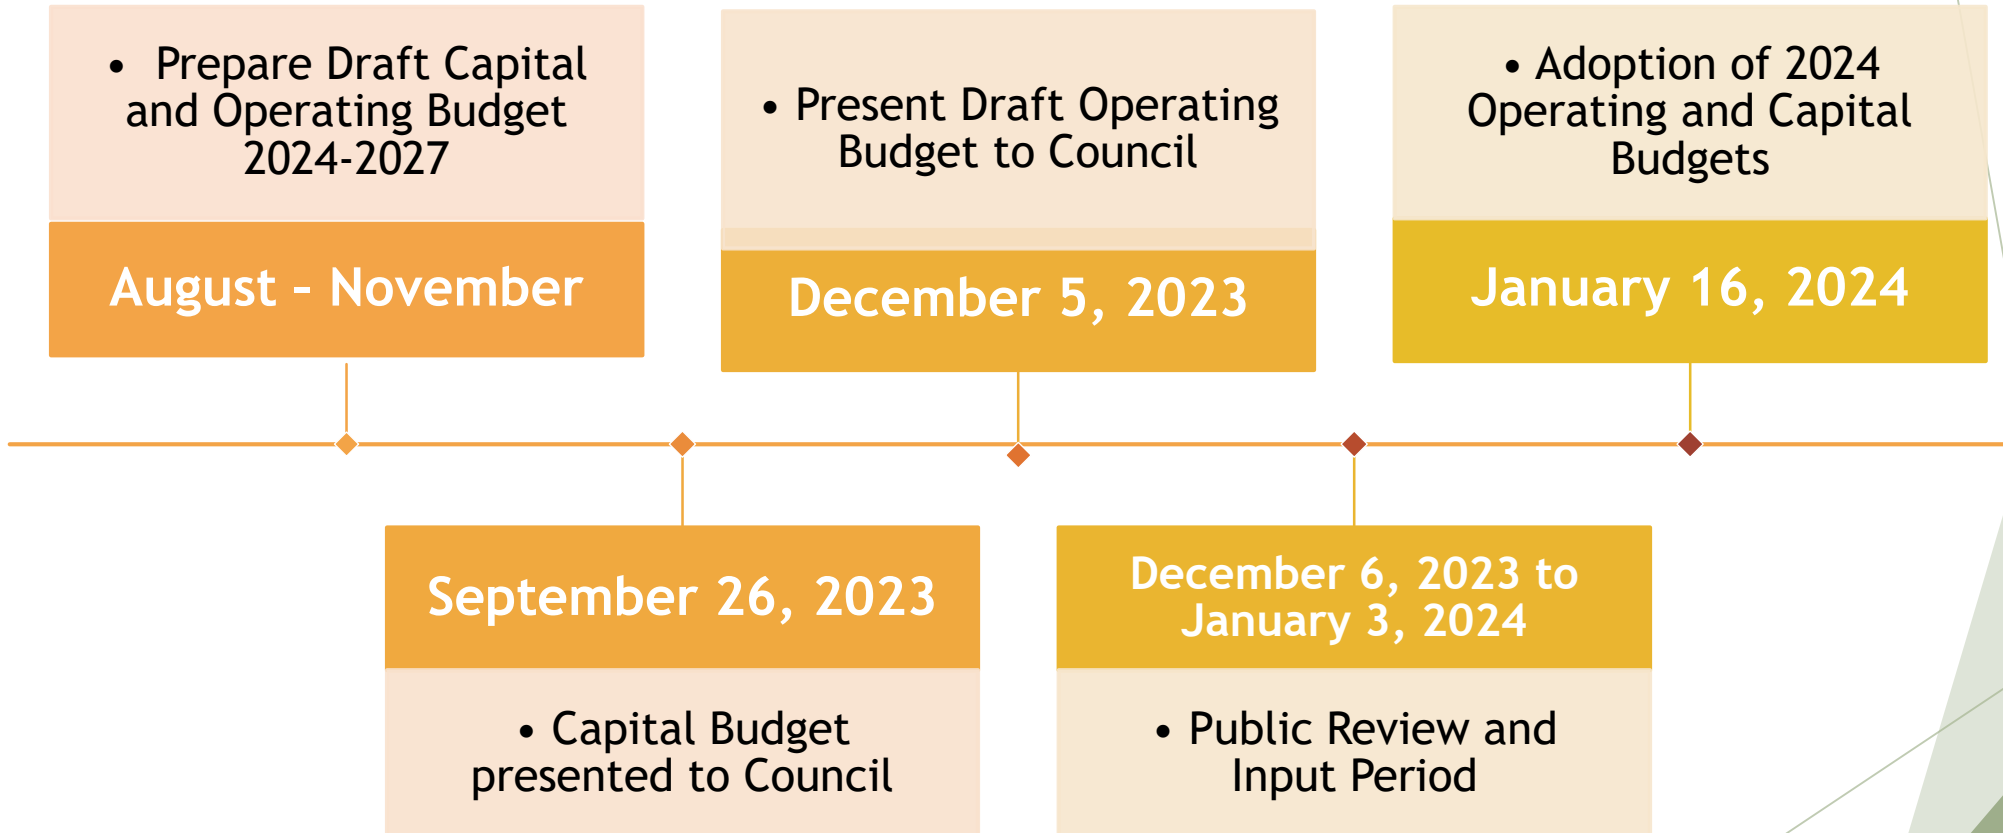 • Prepare Draft Capital
and Operating Budget
2024-2027
August – November
September 26, 2023
• Capital Budget
presented to Council
• Present Draft Operating
Budget to Council
December 5, 2023
December 6, 2023 to
January 3, 2024
• Public Review and
Input Period
• Adoption of 2024
Operating and Capital
Budgets
January 16, 2024